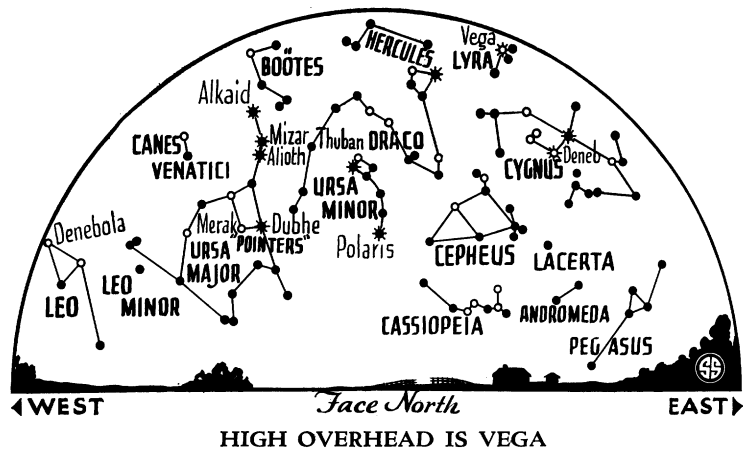 Vega
LYRA
HERCULES
BOÖTES
Alkaid
CANES
VENATICI
Mizar
Alioth
Thuban DRACO
CYGNUS
Deneb
URSA
MINOR
Denebola
Merak
Dubhe
"POINTERS"
URSA
MAJOR
Polaris
CEPHEUS
LACERTA
LEO
LEO
MINOR
CASSIOPEIA
ANDROMEDA
PEGASUS
SS
WEST
Face North
EAST
HIGH OVERHEAD IS VEGA